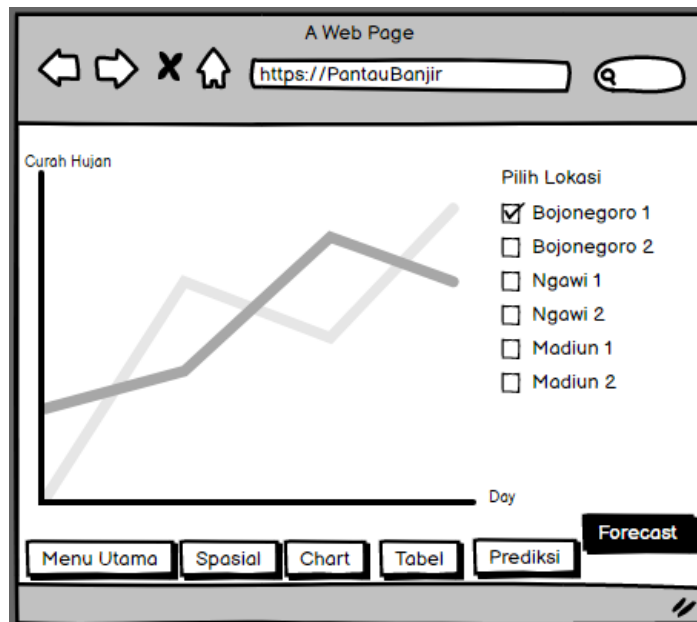 A Web Page
https://PantauBanjir
Curah Hujan
Pilih Lokasi
Bojonegoro 1
Bojonegoro 2
Ngawi 1
Ngawi 2
Madiun 1
Madiun 2
Day
Forecast
Menu Utama Spasial Chart Tabel Prediksi